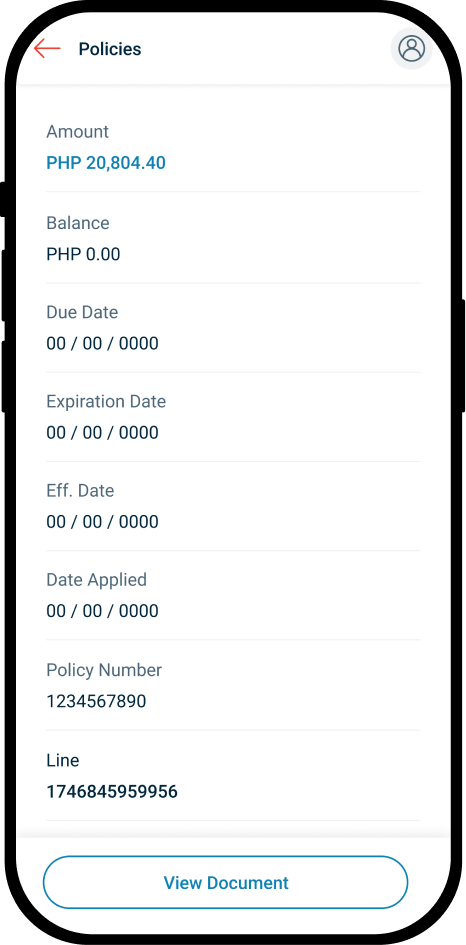 Policies
Amount
PHP 20,804.40
Balance
PHP 0.00
Due Date
00 / 00 / 0000
Expiration Date
00 / 00 / 0000
Eff. Date
00 / 00 / 0000
Date Applied
00 / 00 / 0000
Policy Number
1234567890
Line
1746845959956
View Document